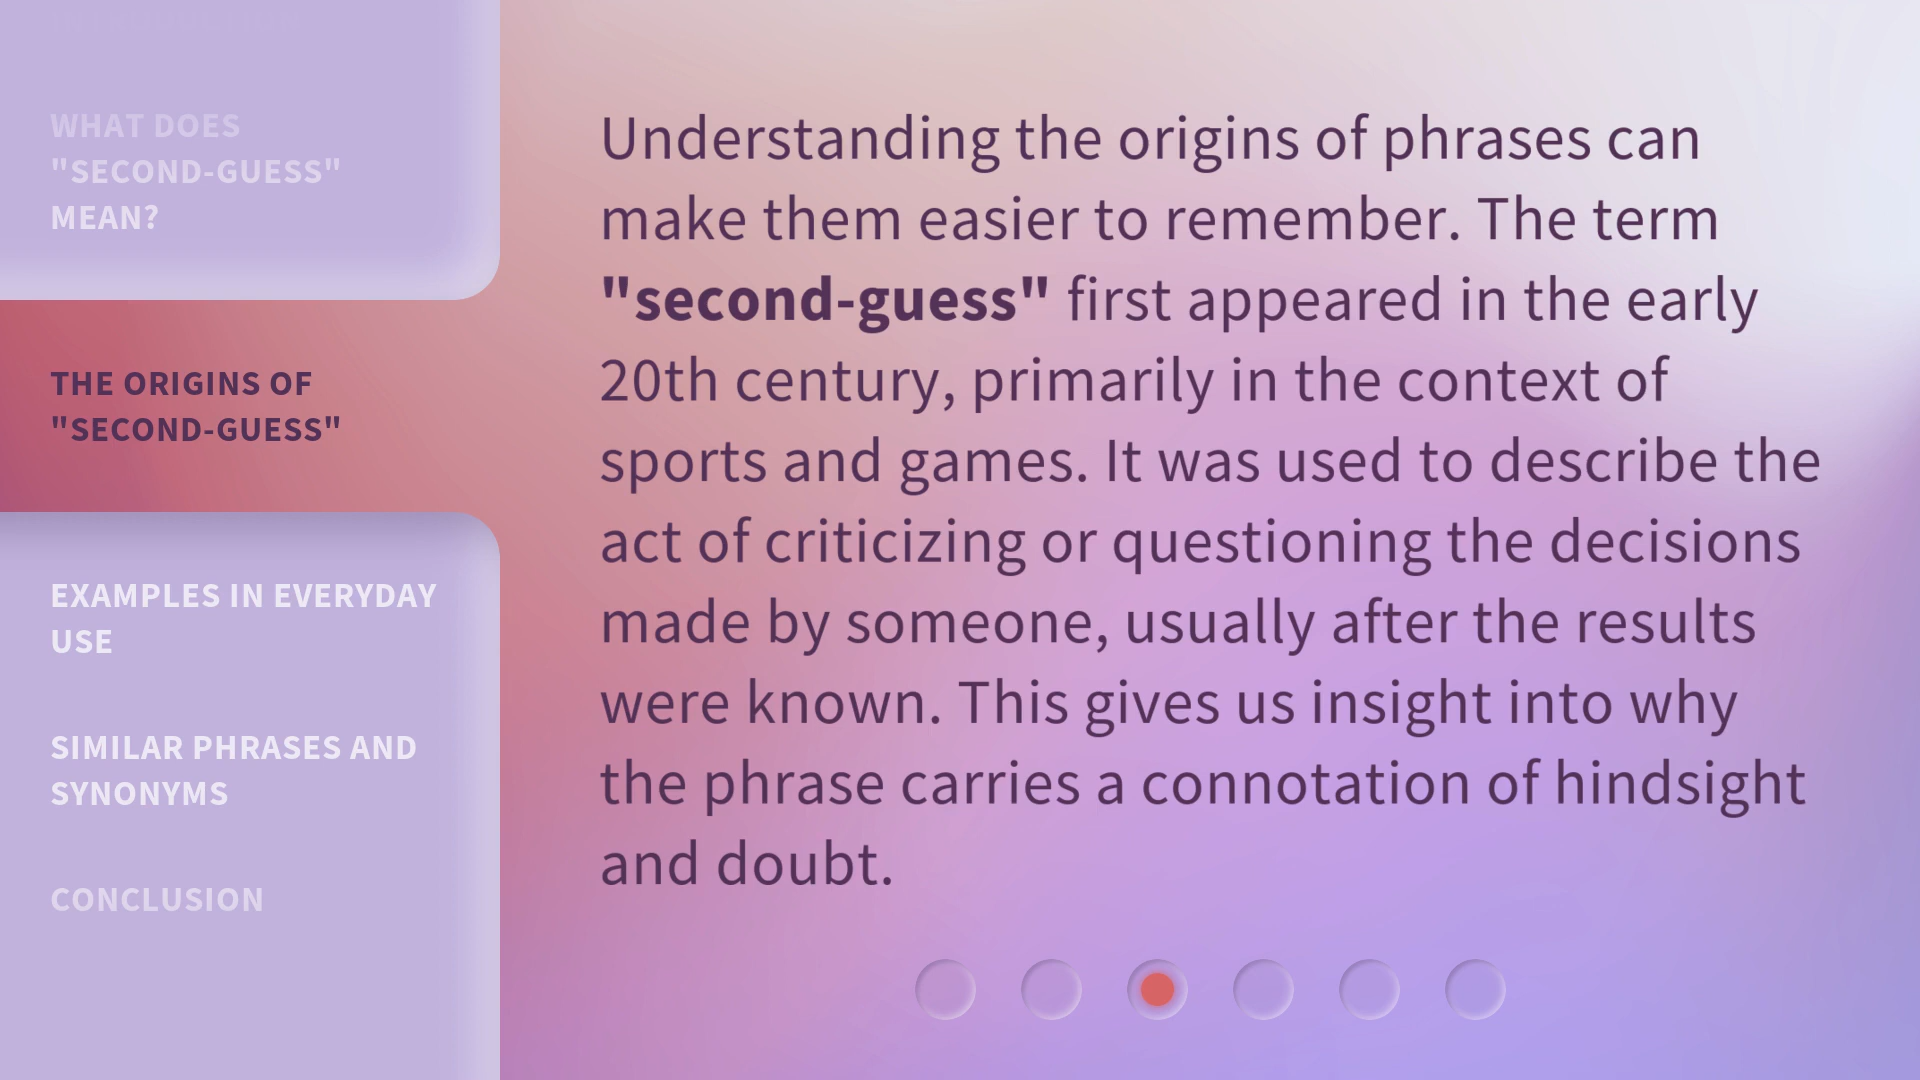 WHAT DOES
"SECOND-GUESS"
MEAN?
THE ORIGINS OF
"SECOND-GUESS"
EXAMPLES IN EVERYDAY
USE
SIMILAR PHRASES AND
SYNONYMS
CONCLUSION
Understanding the origins of phrases can
make them easier to remember. The term
"second-guess" first appeared in the early
20th century, primarily in the context of
sports and games. It was used to describe the
act of criticizing or questioning the decisions
made by someone, usually after the results
were known. This gives us insight into why
the phrase carries a connotation of hindsight
and doubt.